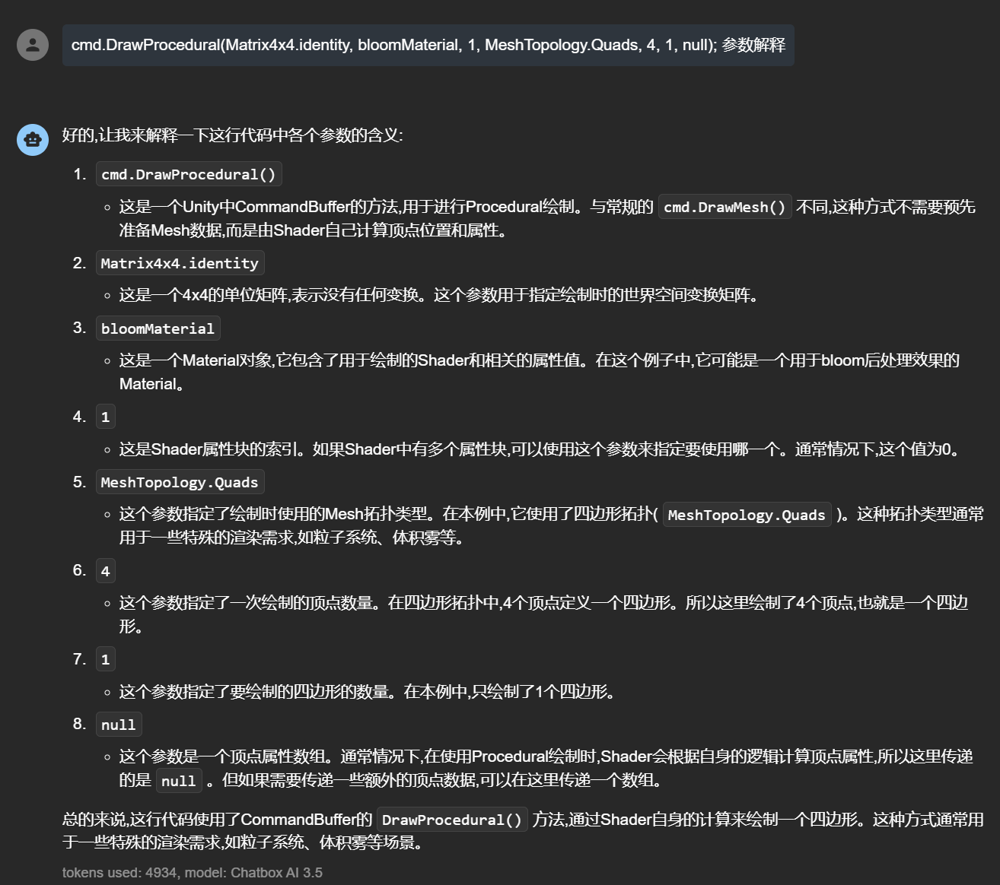 cmd.DrawProcedural(Matrix4x4.identity, bloomMaterial, 1, MeshTopology.Quads, 4, 1, null); 参数解释
好的,让我来解释一下这行代码中各个参数的含义:
1. cmd.DrawProcedural()
◦ 这是一个Unity中CommandBuffer的方法,用于进行Procedural绘制。与常规的 cmd.DrawMesh() 不同,这种方式不需要预先
准备Mesh数据,而是由Shader自己计算顶点位置和属性。
2. Matrix4x4.identity
◦ 这是一个4x4的单位矩阵,表示没有任何变换。这个参数用于指定绘制时的世界空间变换矩阵。
3. bloomMaterial
◦ 这是一个Material对象,它包含了用于绘制的Shader和相关的属性值。在这个例子中,它可能是一个用于bloom后处理效果的
Material。
4. 1
◦ 这是Shader属性块的索引。如果Shader中有多个属性块,可以使用这个参数来指定要使用哪一个。通常情况下,这个值为0。
5. MeshTopology.Quads
◦ 这个参数指定了绘制时使用的Mesh拓扑类型。在本例中,它使用了四边形拓扑( MeshTopology.Quads )。这种拓扑类型通常
用于一些特殊的渲染需求,如粒子系统、体积雾等。
6. 4
◦ 这个参数指定了一次绘制的顶点数量。在四边形拓扑中,4个顶点定义一个四边形。所以这里绘制了4个顶点,也就是一个四边
形。
7. 1
◦ 这个参数指定了要绘制的四边形的数量。在本例中,只绘制了1个四边形。
8. null
◦ 这个参数是一个顶点属性数组。通常情况下,在使用Procedural绘制时,Shader会根据自身的逻辑计算顶点属性,所以这里传递
的是 null 。但如果需要传递一些额外的顶点数据,可以在这里传递一个数组。
总的来说,这行代码使用了CommandBuffer的 DrawProcedural() 方法,通过Shader自身的计算来绘制一个四边形。这种方式通常用
于一些特殊的渲染需求,如粒子系统、体积雾等场景。
tokens used: 4934, model: Chatbox AI 3.5